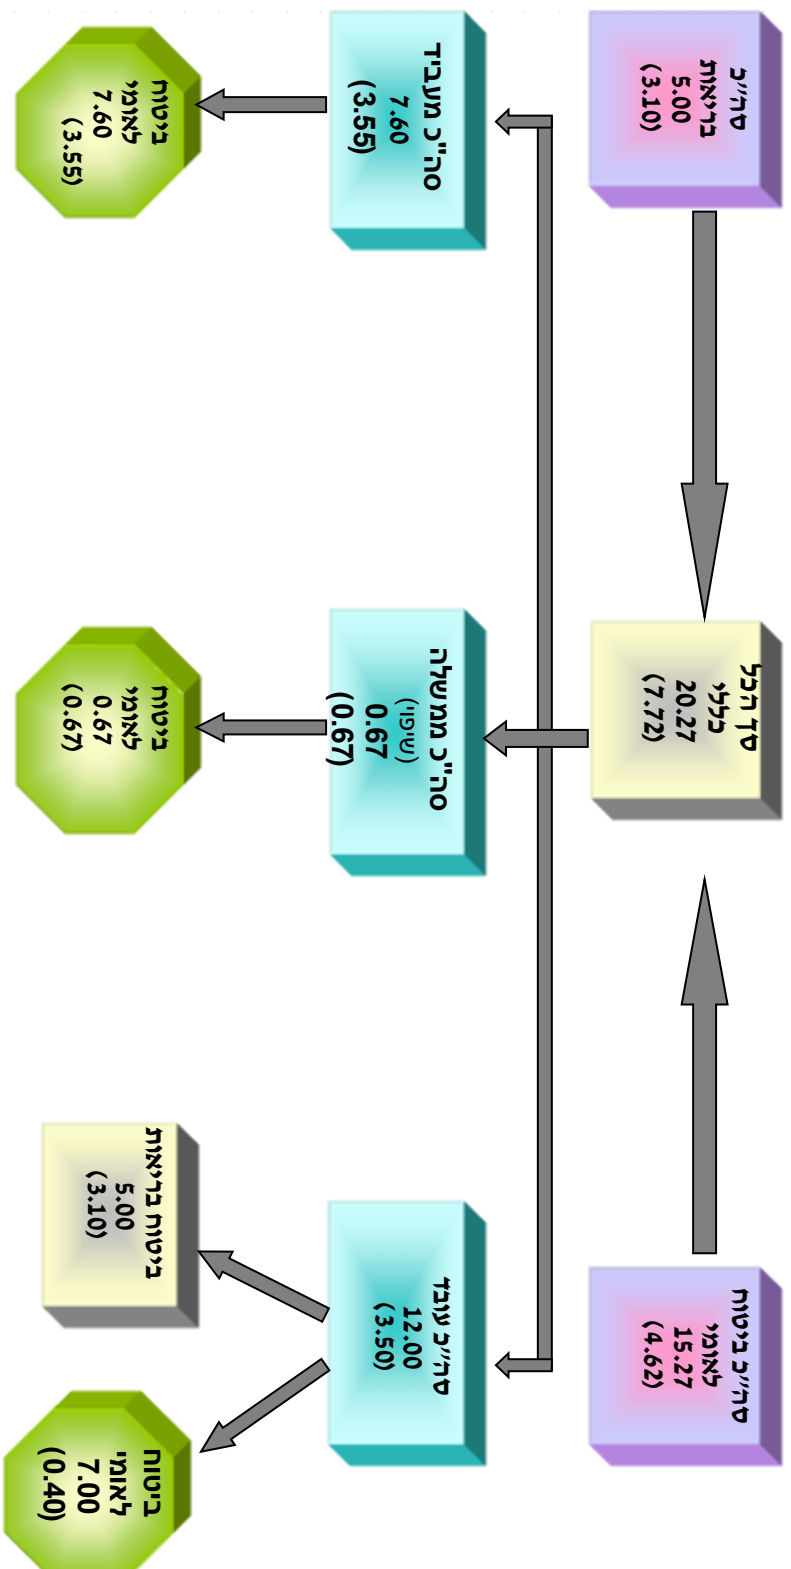 סה״כ ביטוח
לאומי
15.27
(4.62)
סך הכל
כללי
20.27
(7.72)
סה״כ
בריאות
5.00
(3.10)
סה״כ עובד
12.00
(3.50)
סה"כ ממשלה
(שיפוי)
0.67
(0.67)
סה"כ מעביד
7.60
(3.55)
ביטוח
לאומי
7.00
(0.40)
ביטוח בריאות
5.00
(3.10)
ביטוח
לאומי
0.67
(0.67)
ביטוח
לאומי
7.60
(3.55)